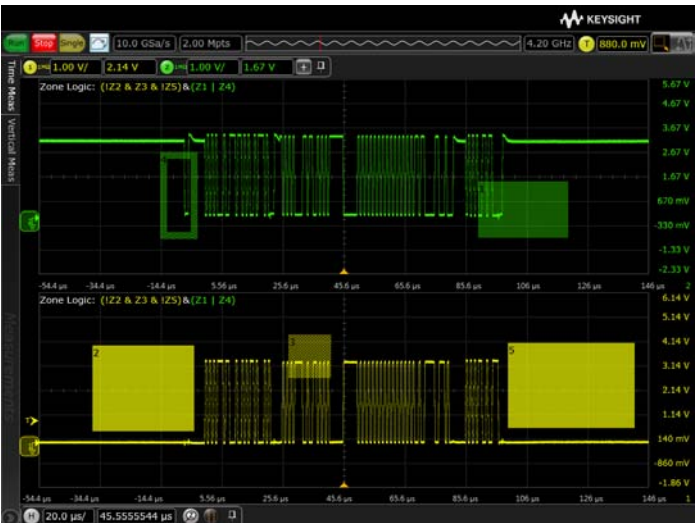 KEYSIGHT
Run Stop Single 10.0 GSa/s 2.00 Mpts 4.20 GHz T 880.0 mV
1 1.00 V/ 2.14 V 2 1.00 V/ 1.67 V +
Time Meas
Vertical Meas
Measurements
Zone Logic: (!Z2 & Z3 & !Z5)&(Z1 | Z4)
5.67 V
4.67 V
3.67 V
2.67 V
1.67 V
670 mV
-330 mV
-1.33 V
-2.33 V
-54.4 µs -34.4 µs -14.4 µs 5.56 µs 25.6 µs 45.6 µs 65.6 µs 85.6 µs 106 µs 126 µs 146 µs 2
Zone Logic: (!Z2 & Z3 & !Z5)&(Z1 | Z4)
6.14 V
5.14 V
4.14 V
3.14 V
2.14 V
1.14 V
140 mV
-860 mV
-1.86 V
2
3
5
T
-54.4 µs -34.4 µs -14.4 µs 5.56 µs 25.6 µs 45.6 µs 65.6 µs 85.6 µs 106 µs 126 µs 146 µs 1
H 20.0 µs/ 45.5555544 µs